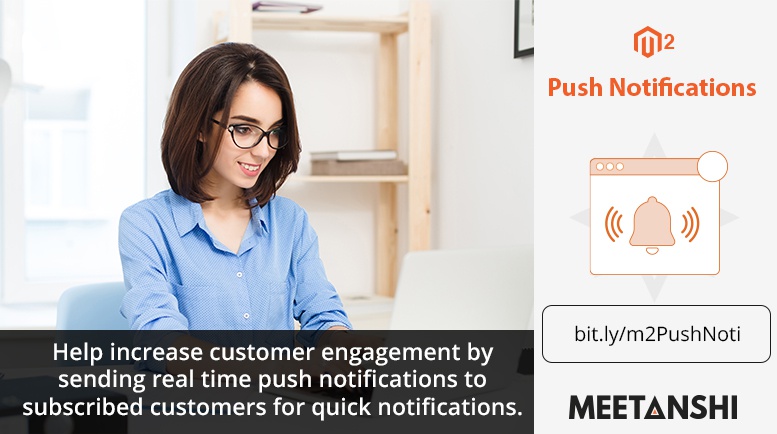 2
Push Notifications
bit.ly/m2PushNoti
MEETANSHI
Help increase customer engagement by
sending real time push notifications to
subscribed customers for quick notifications.